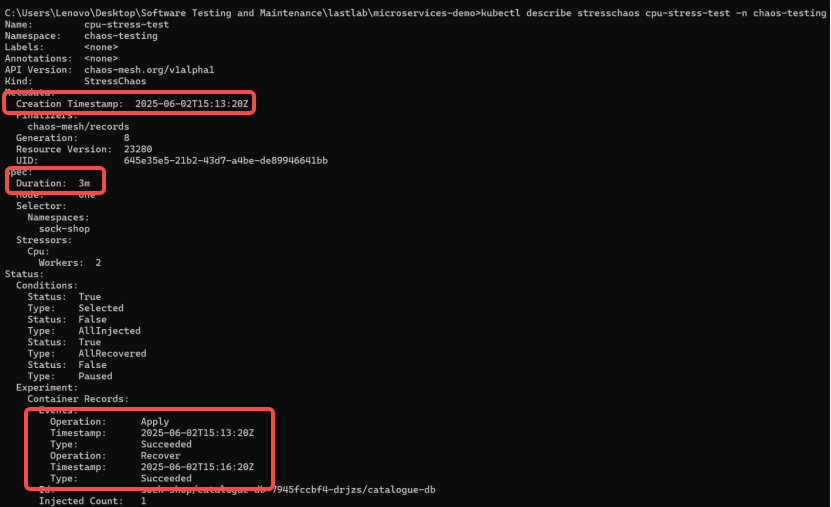 C:\Users\Lenovo\Desktop\Software Testing and Maintenance\lastlab\microservices-demo>kubectl describe stresschaos cpu-stress-test -n chaos-testing
Name:         cpu-stress-test
Namespace:    chaos-testing
Labels:       <none>
Annotations:  <none>
API Version:  chaos-mesh.org/v1alpha1
Kind:         StressChaos
Metadata:
  Creation Timestamp:  2025-06-02T15:13:20Z
  Finalizers:
    chaos-mesh/records
  Generation:        8
  Resource Version:  23280
  UID:               645e35e5-21b2-43d7-a4be-de89946641bb
Spec:
  Duration:  3m
  Mode:      one
  Selector:
    Namespaces:
      sock-shop
  Stressors:
    Cpu:
      Workers:  2
Status:
  Conditions:
    Status:  True
    Type:    Selected
    Status:  False
    Type:    AllInjected
    Status:  True
    Type:    AllRecovered
    Status:  False
    Type:    Paused
  Experiment:
    Container Records:
      Events:
        Operation:      Apply
        Timestamp:      2025-06-02T15:13:20Z
        Type:           Succeeded
        Operation:      Recover
        Timestamp:      2025-06-02T15:16:20Z
        Type:           Succeeded
      Id:               sock-shop/catalogue-db-7945fccbf4-drjzs/catalogue-db
      Injected Count:   1